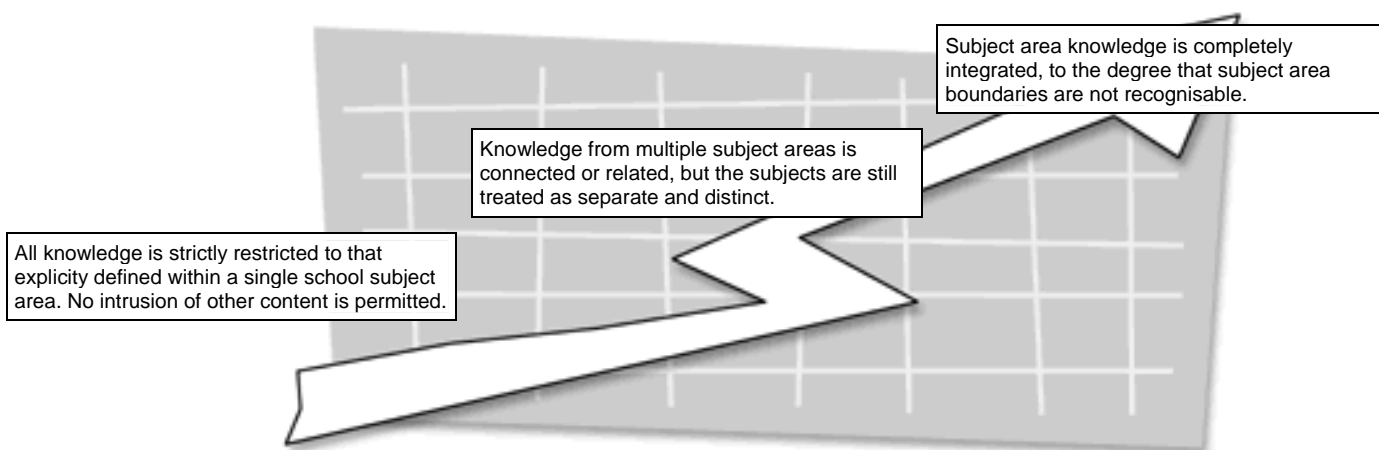 Subject area knowledge is completely
integrated, to the degree that subject area
boundaries are not recognisable.
Knowledge from multiple subject areas is
connected or related, but the subjects are still
treated as separate and distinct.
All knowledge is strictly restricted to that
explicity defined within a single school subject
area. No intrusion of other content is permitted.